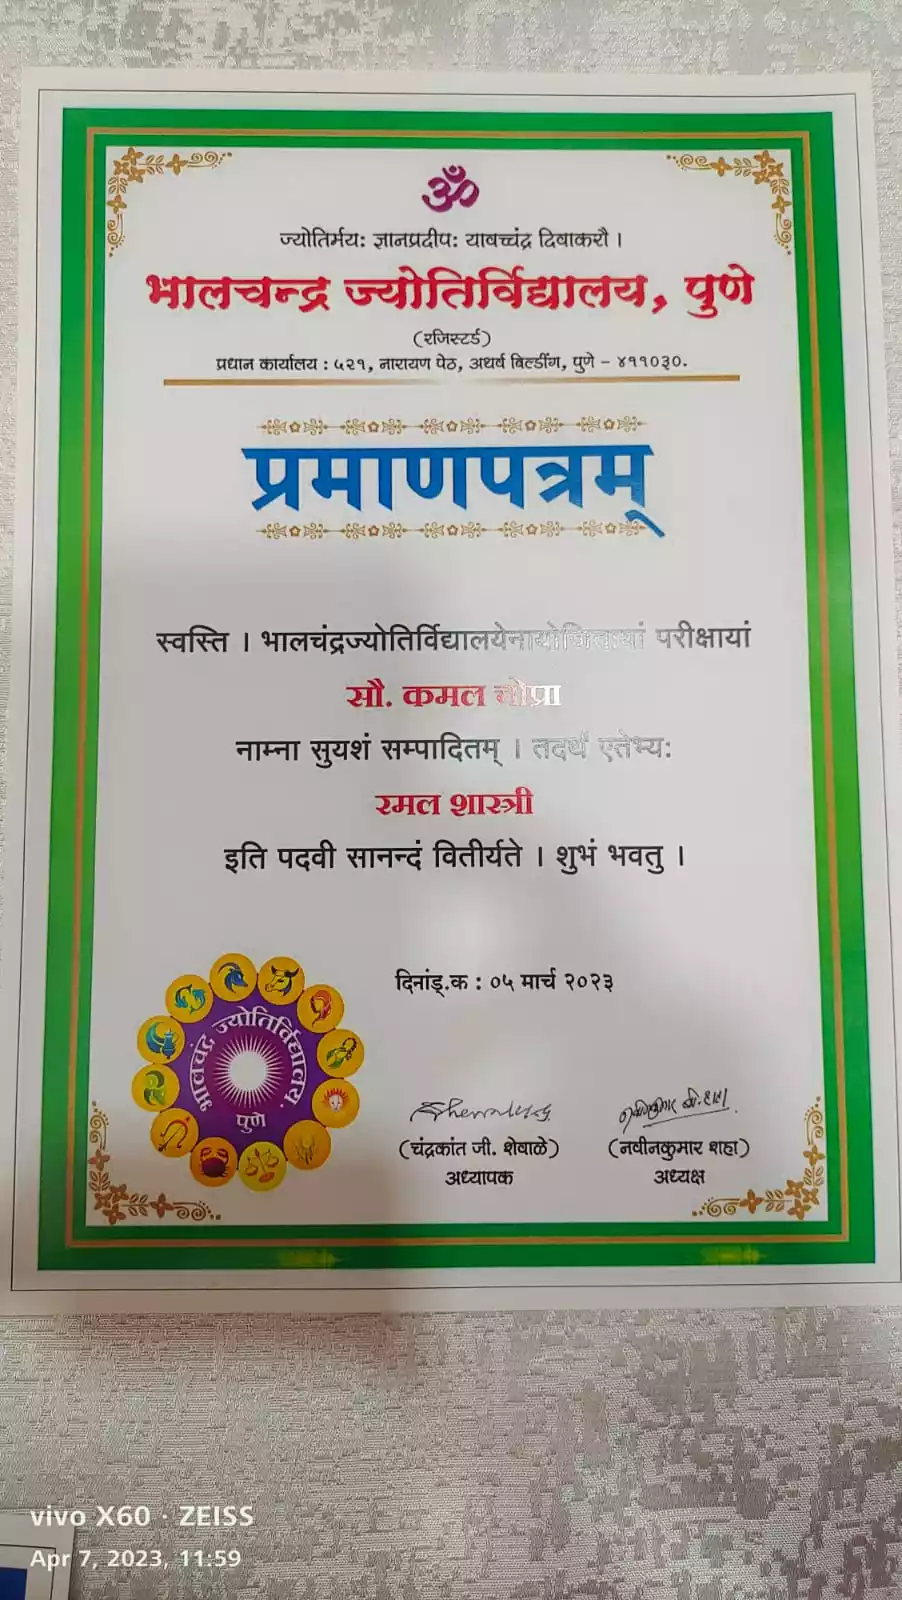 ॐ
ज्योतिर्मयः ज्ञानप्रदीपः यावच्चंद्र दिवाकरौ ।
भालचन्द्र ज्योतिर्विद्यालय, पुणे
(रजिस्टर्ड)
प्रधान कार्यालय : ५२१, नारायण पेठ, अथर्व बिल्डींग, पुणे - ४११०३०.
प्रमाणपत्रम्
स्वस्ति । भालचंद्रज्योतिर्विद्यालयेनायोजितायां परीक्षायां
सौ. कमल चोप्रा
नाम्ना सुयशं सम्पादितम् । तदर्थं एतेभ्यः
रमल शास्त्री
इति पदवी सानन्दं वितीर्यते । शुभं भवतु ।
दिनांड्.क : ०५ मार्च २०२३
भालचंद्र ज्योतिर्विद्यालय.
पुणे
(चंद्रकांत जी. शेवाळे)
अध्यापक
(नवीनकुमार शहा)
अध्यक्ष
vivo X60 · ZEISS
Apr 7, 2023, 11:59